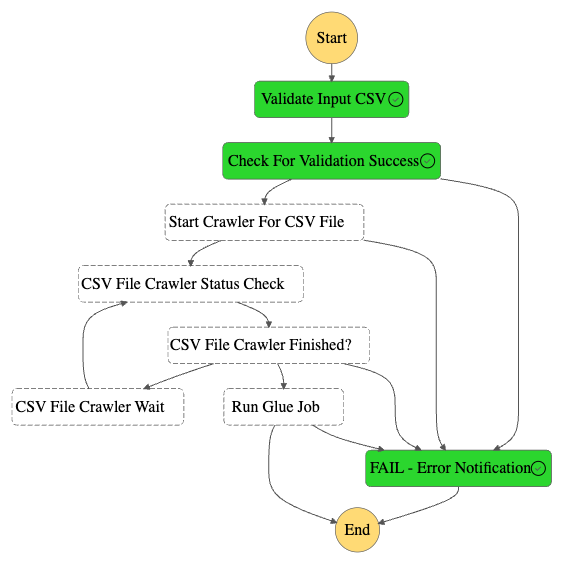 Start
Validate Input CSV
Check For Validation Success
Start Crawler For CSV File
CSV File Crawler Status Check
CSV File Crawler Finished?
CSV File Crawler Wait
Run Glue Job
FAIL - Error Notification
End